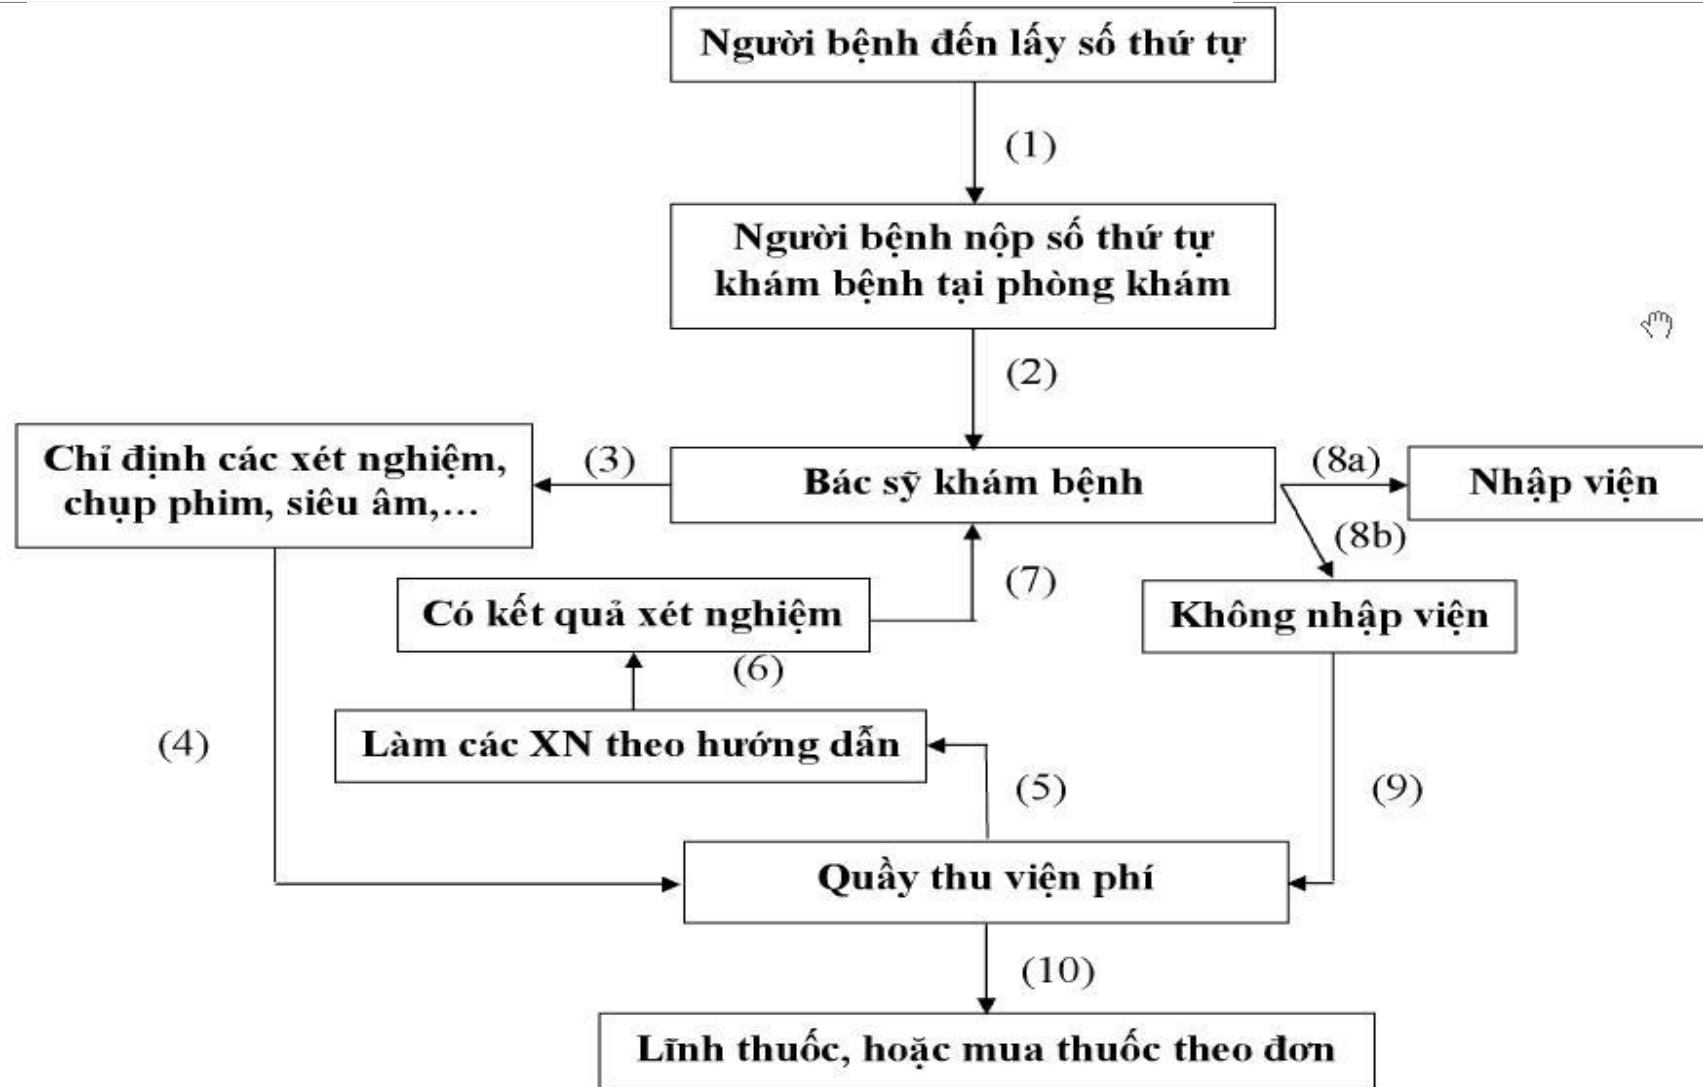 Người bệnh đến lấy số thứ tự
(1)
Người bệnh nộp số thứ tự
khám bệnh tại phòng khám
(2)
Chỉ định các xét nghiệm,
chụp phim, siêu âm,...
(3)
Bác sỹ khám bệnh
(8a)
Nhập viện
(8b)
(7)
Có kết quả xét nghiệm
Không nhập viện
(6)
(4)
Làm các XN theo hướng dẫn
(5)
(9)
Quầy thu viện phí
(10)
Lĩnh thuốc, hoặc mua thuốc theo đơn